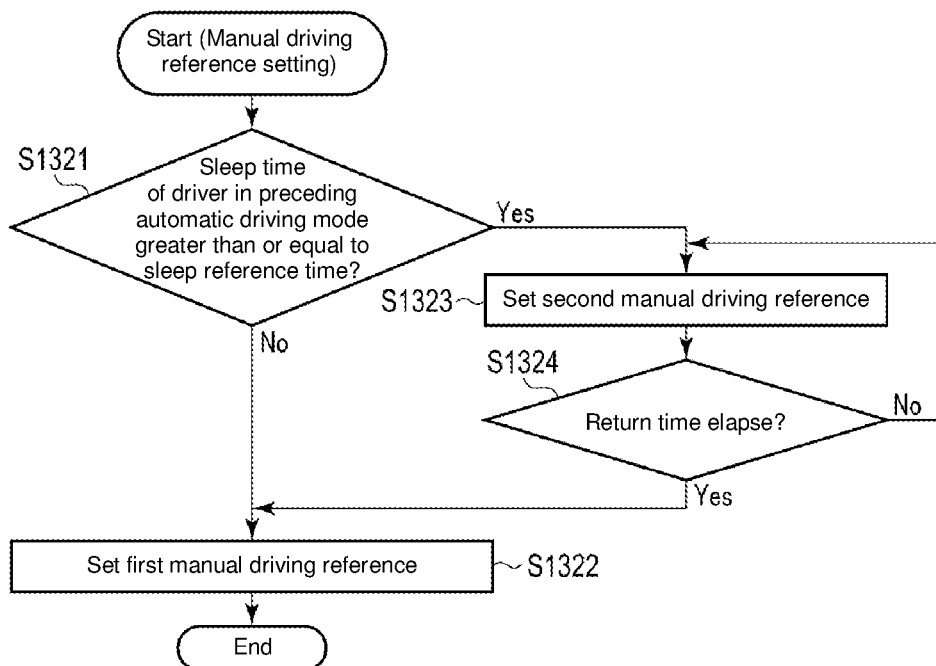 Start (Manual driving
reference setting)
S1321
Sleep time
of driver in preceding
automatic driving mode
greater than or equal to
sleep reference time?
Yes
No
S1323
Set second manual driving reference
S1324
Return time elapse?
No
Yes
Set first manual driving reference
S1322
End